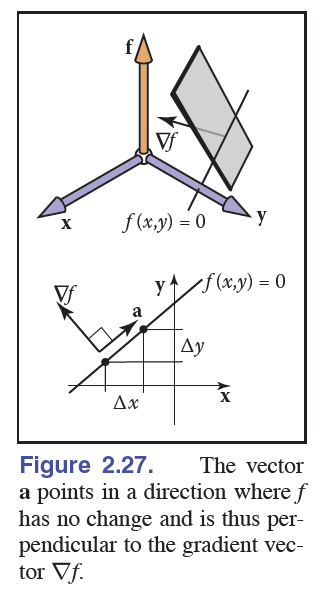 f
∇f
x
f(x,y) = 0
y
∇f
y
f(x,y) = 0
a
Δy
Δx
x
Figure 2.27. The vector
a points in a direction where f
has no change and is thus per-
pendicular to the gradient vec-
tor ∇f.